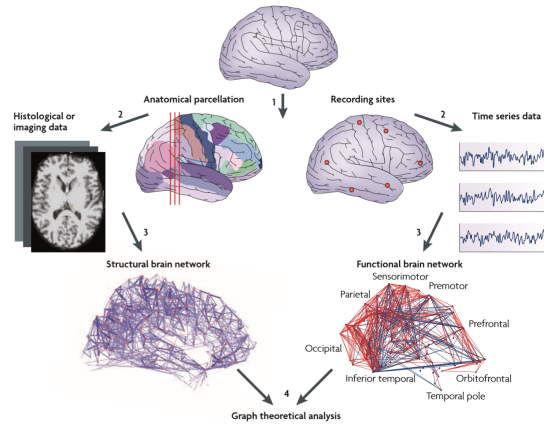 1
Anatomical parcellation
Recording sites
2
2
Histological or
imaging data
Time series data
3
3
Structural brain network
Functional brain network
Sensorimotor
Premotor
Parietal
Prefrontal
Occipital
Inferior temporal
Orbitofrontal
Temporal pole
4
Graph theoretical analysis